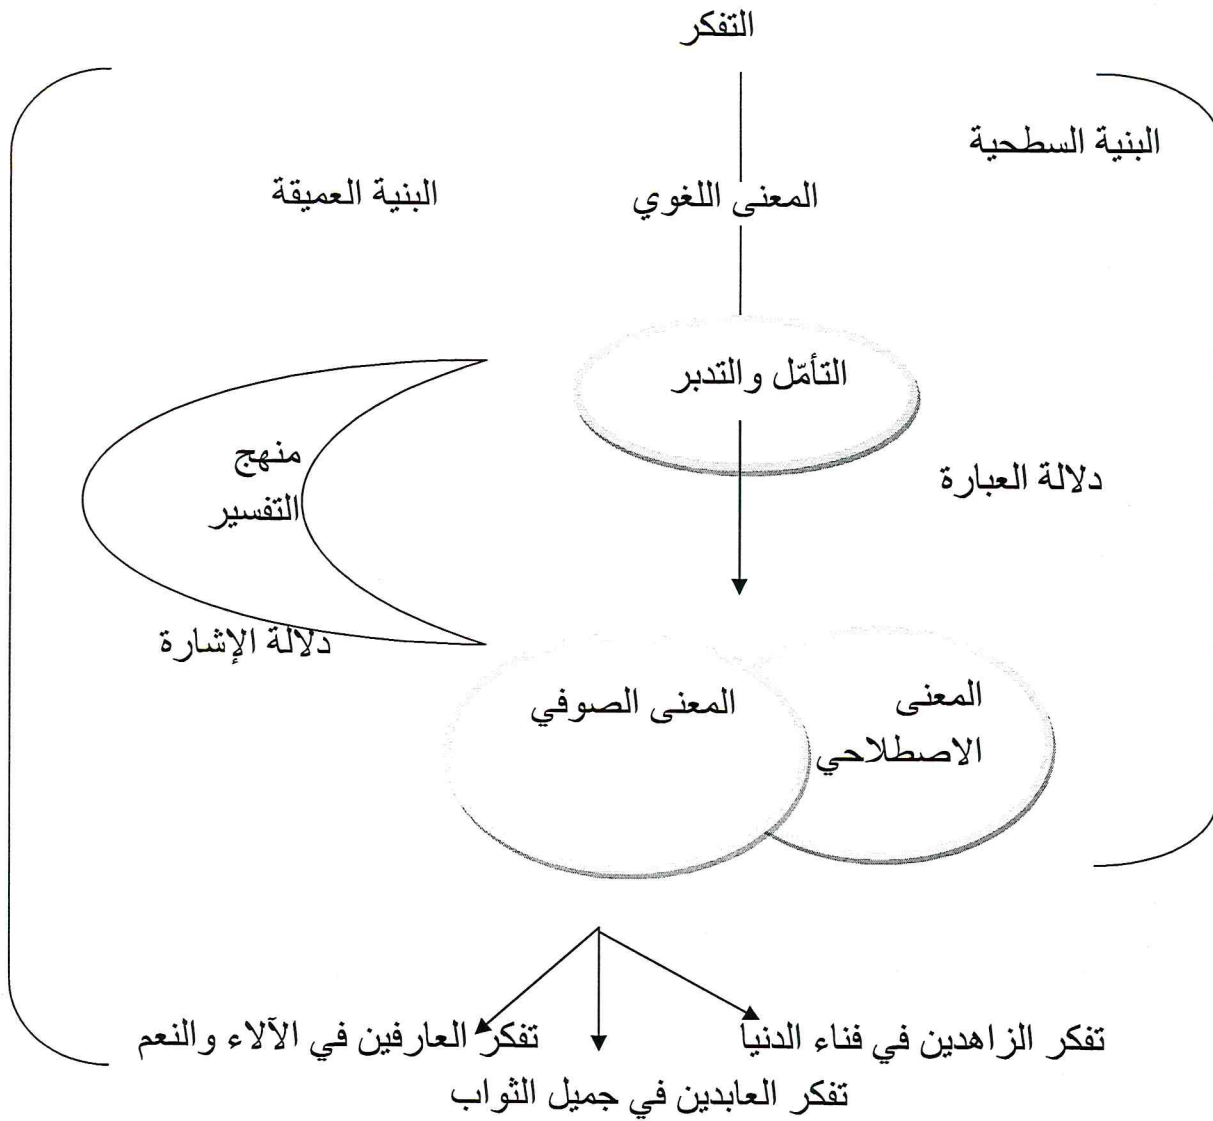 التفكر
البنية السطحية
المعنى اللغوي
البنية العميقة
التأمّل والتدبر
دلالة العبارة
منهج
التفسير
دلالة الإشارة
المعنى
الاصطلاحي
المعنى الصوفي
تفكر الزاهدين في فناء الدنيا
تفكر العارفين في الآلاء والنعم
تفكر العابدين في جميل الثواب